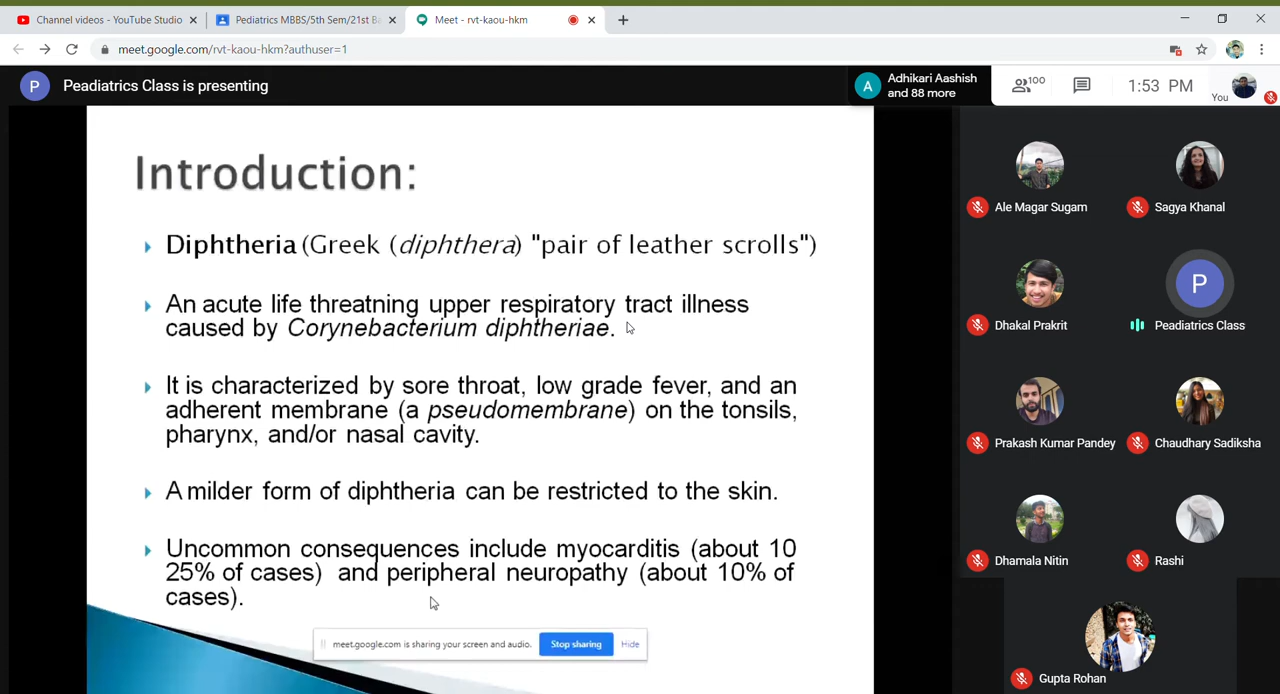 Channel videos - YouTube Studio
Pediatrics MBBS/5th Sem/21st Ba
Meet - rvt-kaou-hkm
meet.google.com/rvt-kaou-hkm?authuser=1
P Peadiatrics Class is presenting
A Adhikari Aashish
and 88 more
100
1:53 PM
You
Introduction:
Diphtheria (Greek (diphthera) "pair of leather scrolls")
An acute life threatning upper respiratory tract illness
caused by Corynebacterium diphtheriae.
It is characterized by sore throat, low grade fever, and an
adherent membrane (a pseudomembrane) on the tonsils,
pharynx, and/or nasal cavity.
A milder form of diphtheria can be restricted to the skin.
Uncommon consequences include myocarditis (about 10
25% of cases) and peripheral neuropathy (about 10% of
cases).
meet.google.com is sharing your screen and audio.
Stop sharing
Hide
Ale Magar Sugam
Sagya Khanal
Dhakal Prakrit
P
Peadiatrics Class
Prakash Kumar Pandey
Chaudhary Sadiksha
Dhamala Nitin
Rashi
Gupta Rohan